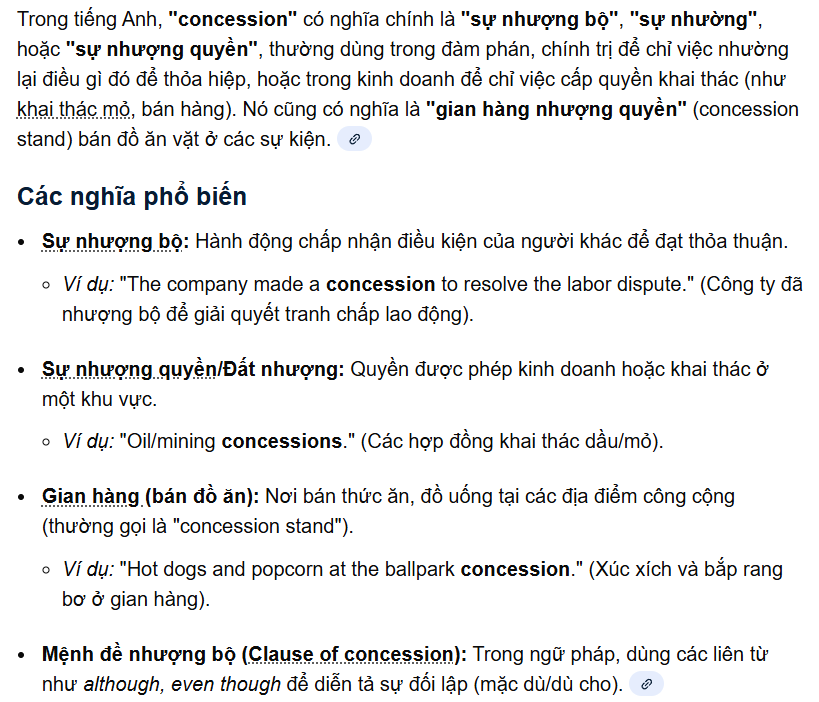 Trong tiếng Anh, "concession" có nghĩa chính là "sự nhượng bộ", "sự nhường",
hoặc "sự nhượng quyền", thường dùng trong đàm phán, chính trị để chỉ việc nhường
lại điều gì đó để thỏa hiệp, hoặc trong kinh doanh để chỉ việc cấp quyền khai thác (như
khai thác mỏ, bán hàng). Nó cũng có nghĩa là "gian hàng nhượng quyền" (concession
stand) bán đồ ăn vặt ở các sự kiện.
Các nghĩa phổ biến
• Sự nhượng bộ: Hành động chấp nhận điều kiện của người khác để đạt thỏa thuận.
◦ Ví dụ: "The company made a concession to resolve the labor dispute." (Công ty đã
nhượng bộ để giải quyết tranh chấp lao động).
• Sự nhượng quyền/Đất nhượng: Quyền được phép kinh doanh hoặc khai thác ở
một khu vực.
◦ Ví dụ: "Oil/mining concessions." (Các hợp đồng khai thác dầu/mỏ).
• Gian hàng (bán đồ ăn): Nơi bán thức ăn, đồ uống tại các địa điểm công cộng
(thường gọi là "concession stand").
◦ Ví dụ: "Hot dogs and popcorn at the ballpark concession." (Xúc xích và bắp rang
bơ ở gian hàng).
• Mệnh đề nhượng bộ (Clause of concession): Trong ngữ pháp, dùng các liên từ
như although, even though để diễn tả sự đối lập (mặc dù/dù cho).